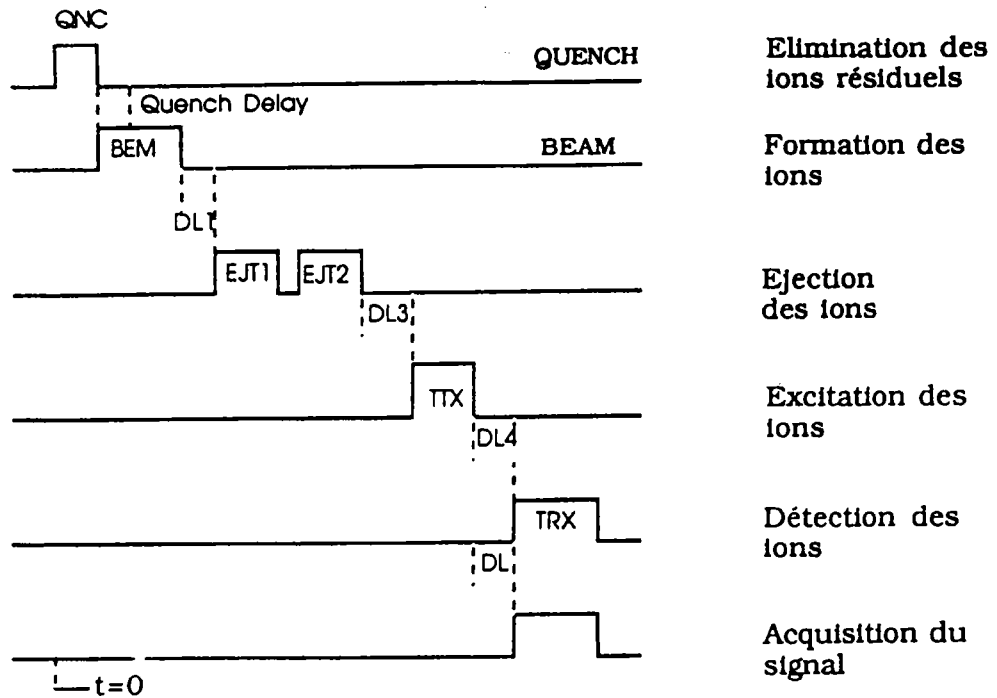 QNC
QUENCH
Elimination des
ions résiduels
Quench Delay
BEM
BEAM
Formation des
ions
DL1
EJT1
EJT2
Ejection
des ions
DL3
TTX
Excitation des
ions
DL4
TRX
Détection des
ions
DL
Acquisition du
signal
t=0